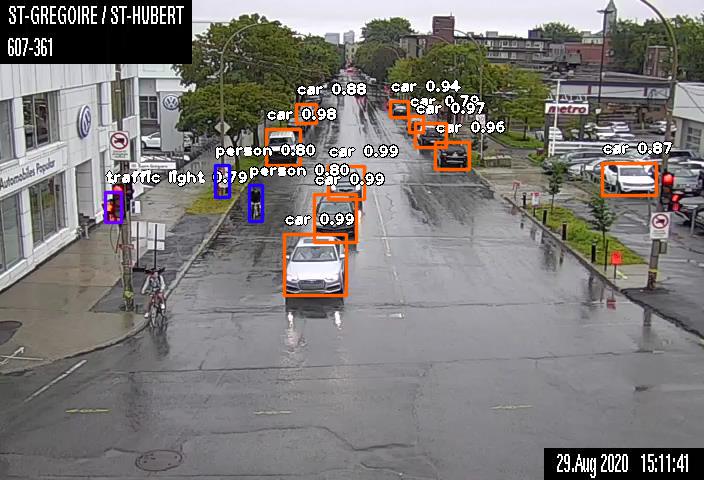 ST-GREGOIRE / ST-HUBERT
607-361
car 0.94
car 0.88
car 0.97
car 0.98
car 0.96
person 0.80
car 0.99
car 0.87
traffic light 0.79
person 0.80
car 0.99
car 0.99
metro
Automobiles Popular
29.Aug 2020 15:11:41